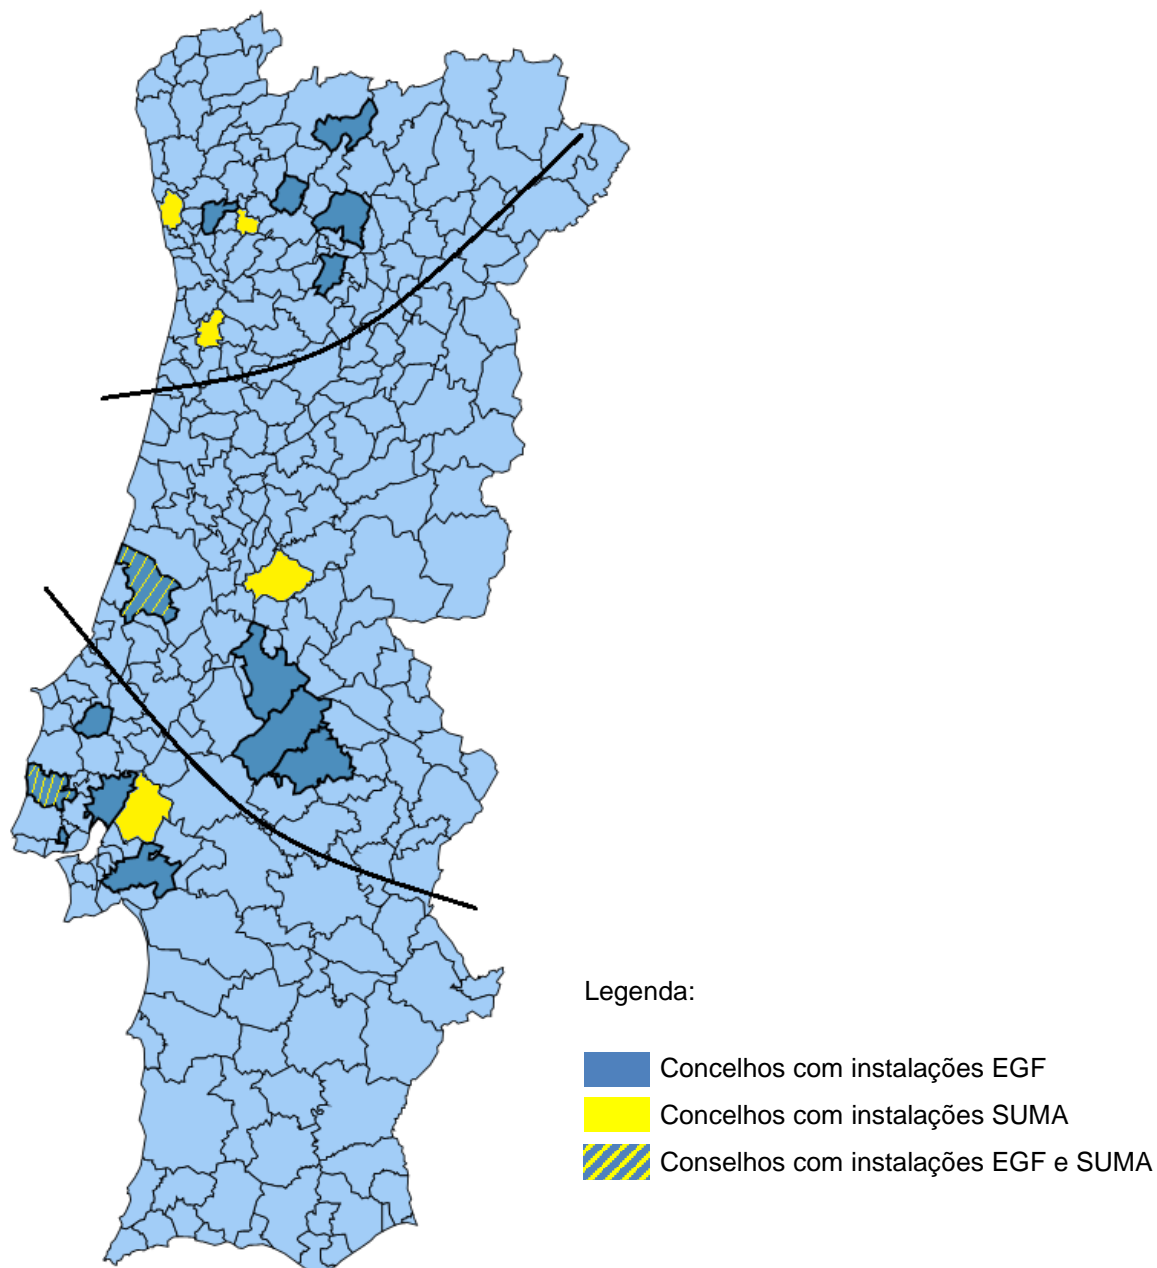 Legenda:
Concelhos com instalações EGF
Concelhos com instalações SUMA
Conselhos com instalações EGF e SUMA